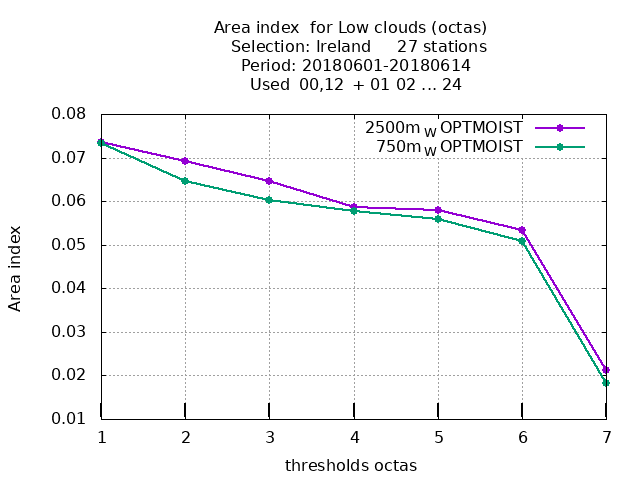 Area index for Low clouds (octas)
Selection: Ireland 27 stations
Period: 20180601-20180614
Used 00,12 + 01 02 ... 24
2500m W OPTMOIST
750m W OPTMOIST
0.08
0.07
0.06
0.05
0.04
0.03
0.02
0.01
Area index
1 2 3 4 5 6 7
thresholds octas